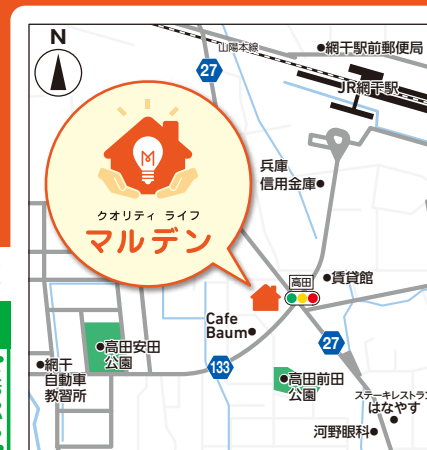 N
山陽本線
●網干駅前郵便局
27
JR網干駅
兵庫
信用金庫●
M
クオリティ ライフ
マルデン
高田
●賃貸館
Cafe
Baum●
27
●高田安田
公園
133
●網干
自動車
教習所
●高田前田
公園
ステーキレストラン
はなやす
●
河野眼科●